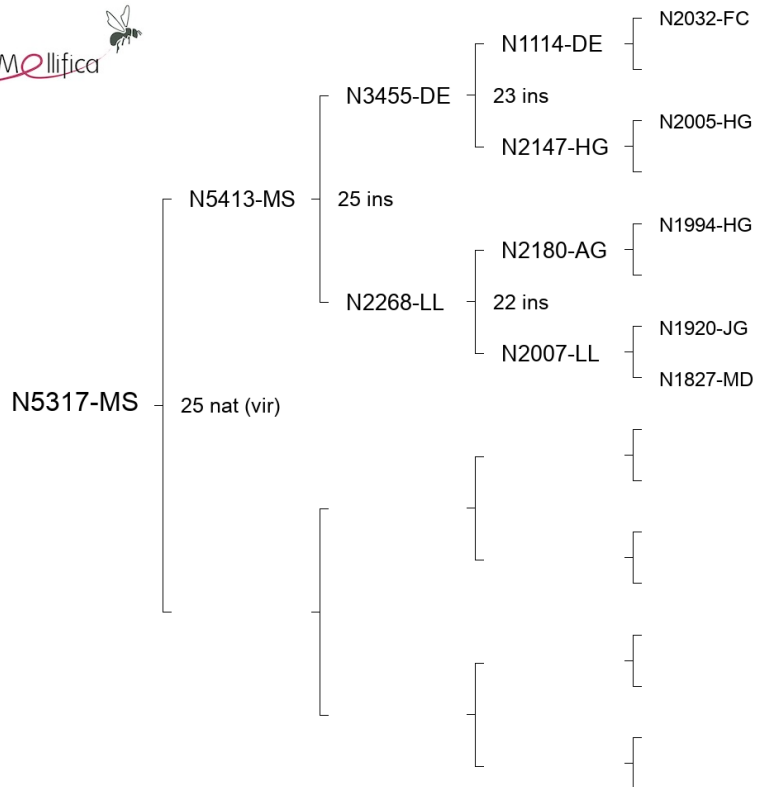 Mellifica
N2032-FC
N1114-DE
N3455-DE
23 ins
N2005-HG
N2147-HG
N5413-MS
25 ins
N1994-HG
N2180-AG
N2268-LL
22 ins
N1920-JG
N2007-LL
N1827-MD
N5317-MS
25 nat (vir)